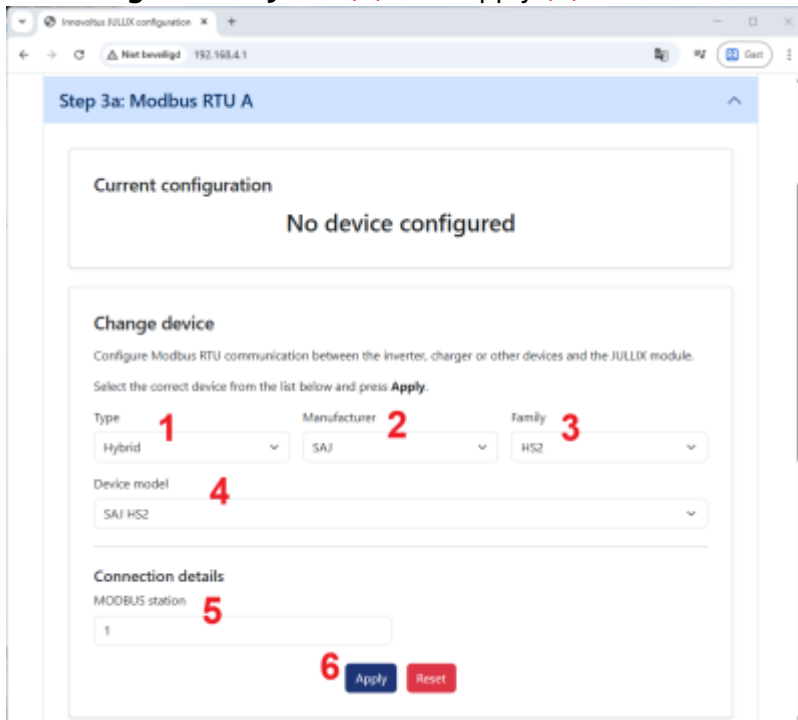 Innovoltus JULLIX configuration
Niet beveiligd 192.168.4.1
Gast
Step 3a: Modbus RTU A
Current configuration
No device configured
Change device
Configure Modbus RTU communication between the inverter, charger or other devices and the JULLIX module.
Select the correct device from the list below and press Apply.
Type 1 Manufacturer 2 Family 3
Hybrid SAJ HS2
Device model 4
SAJ HS2
Connection details
MODBUS station 5
1
6 Apply Reset